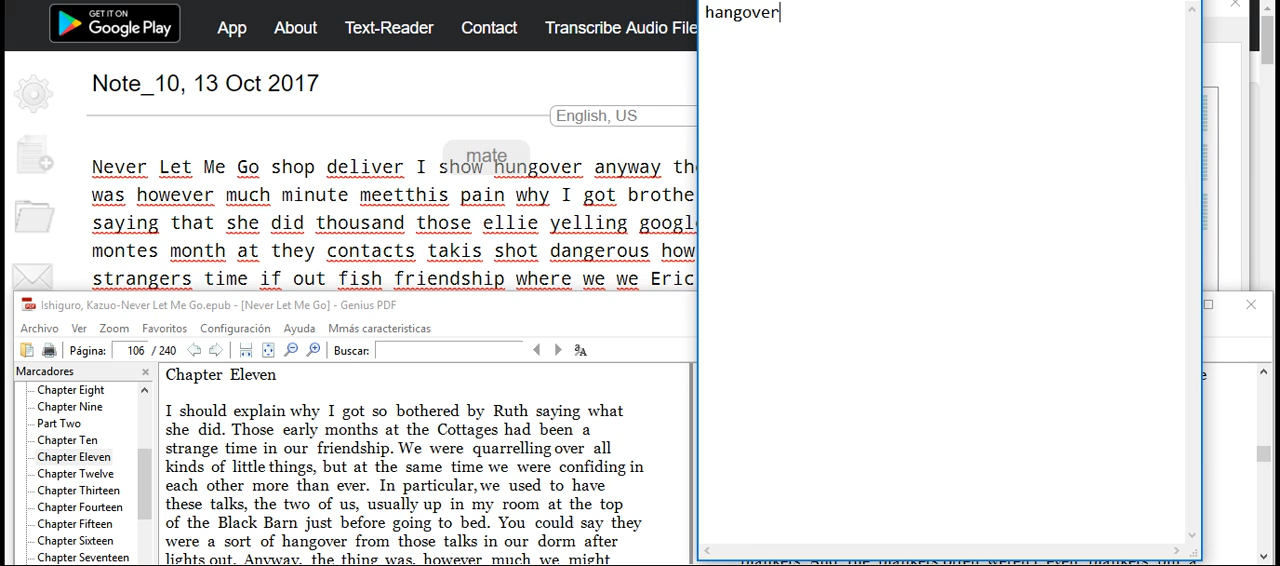 GET IT ON
Google Play
App About Text-Reader Contact Transcribe Audio File
Note_10, 13 Oct 2017
English, US
mate
Never Let Me Go shop deliver I show hungover anyway the
was however much minute meetthis pain why I got brothe
saying that she did thousand those ellie yelling googl
montes month at they contacts takis shot dangerous how
strangers time if out fish friendship where we we Eric
hangover
Ishiguro, Kazuo-Never Let Me Go.epub - [Never Let Me Go] - Genius PDF
Archivo Ver Zoom Favoritos Configuración Ayuda Mmás caracteristicas
Página: 106 / 240 Buscar:
Marcadores
Chapter Eight
Chapter Nine
Part Two
Chapter Ten
Chapter Eleven
Chapter Twelve
Chapter Thirteen
Chapter Fourteen
Chapter Fifteen
Chapter Sixteen
Chapter Seventeen
Chapter Eleven
I should explain why I got so bothered by Ruth saying what
she did. Those early months at the Cottages had been a
strange time in our friendship. We were quarrelling over all
kinds of little things, but at the same time we were confiding in
each other more than ever. In particular, we used to have
these talks, the two of us, usually up in my room at the top
of the Black Barn just before going to bed. You could say they
were a sort of hangover from those talks in our dorm after
lights out. Anyway, the thing was, however much we might